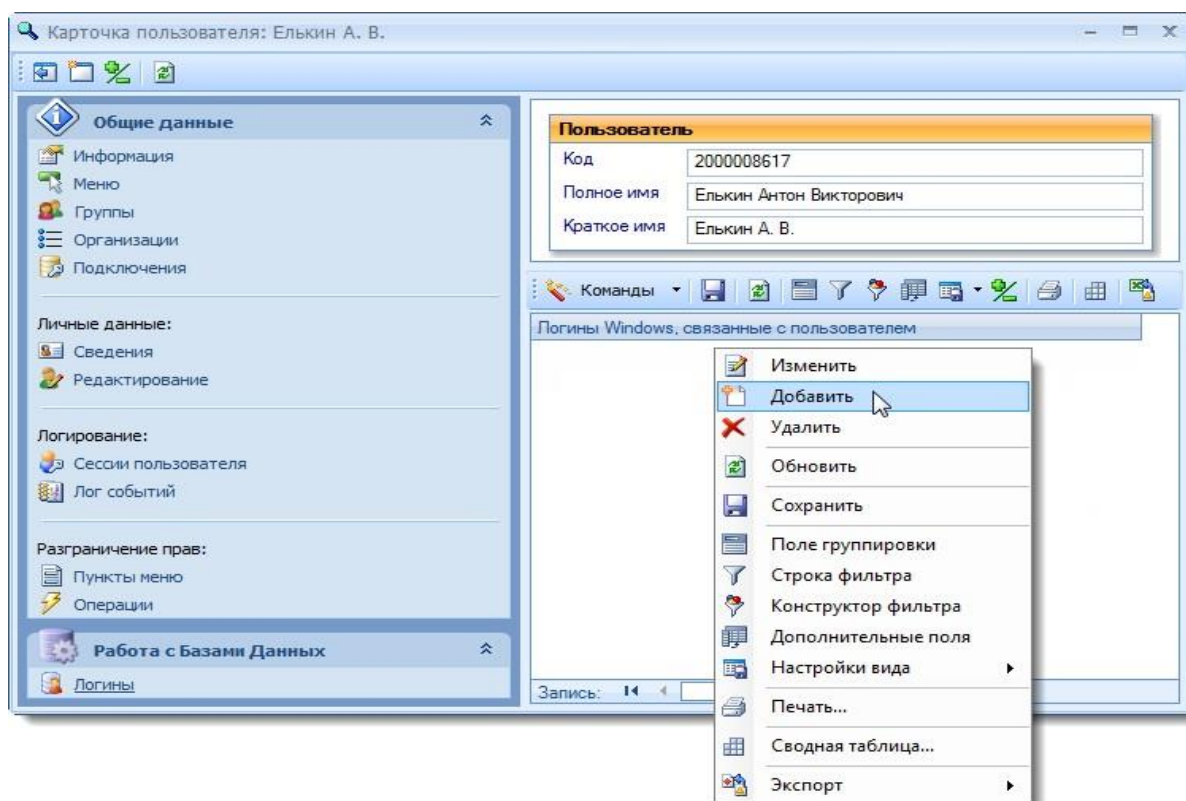 Карточка пользователя: Елькин А. В.
Общие данные
Информация
Меню
Группы
Организации
Подключения
Личные данные:
Сведения
Редактирование
Логирование:
Сессии пользователя
Лог событий
Разграничение прав:
Пункты меню
Операции
Работа с Базами Данных
Логины
Пользователь
Код 2000008617
Полное имя Елькин Антон Викторович
Краткое имя Елькин А. В.
Команды
Логины Windows, связанные с пользователем
Изменить
Добавить
Удалить
Обновить
Сохранить
Поле группировки
Строка фильтра
Конструктор фильтра
Дополнительные поля
Настройки вида
Печать...
Сводная таблица...
Экспорт
Запись: